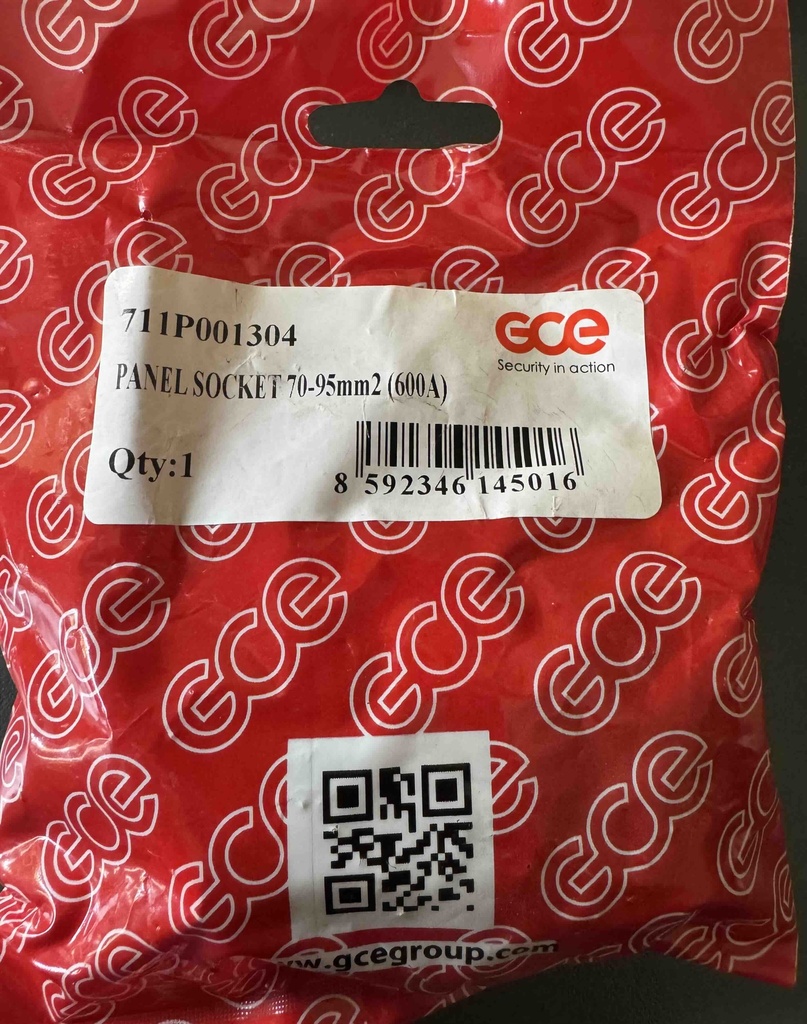 711P001304
GCE
Security in action
PANEL SOCKET 70-95mm2 (600A)
Qty:1
8 592346 145016
www.gcegroup.com